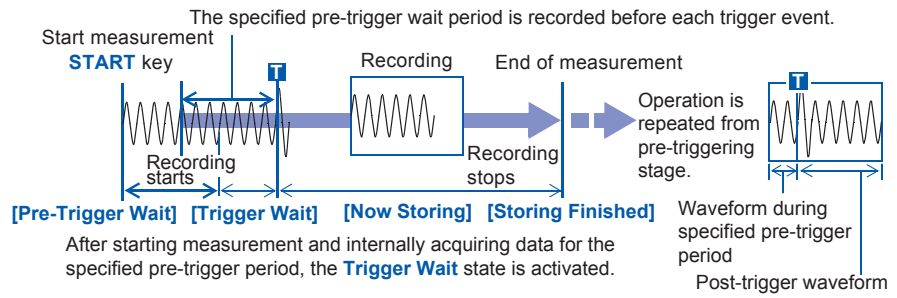 The specified pre-trigger wait period is recorded before each trigger event.
Start measurement
START key
T
Recording
End of measurement
T
Operation is
repeated from
pre-triggering
stage.
Recording
starts
Recording
stops
[Pre-Trigger Wait] [Trigger Wait] [Now Storing] [Storing Finished]
Waveform during
specified pre-trigger
period
Post-trigger waveform
After starting measurement and internally acquiring data for the
specified pre-trigger period, the Trigger Wait state is activated.